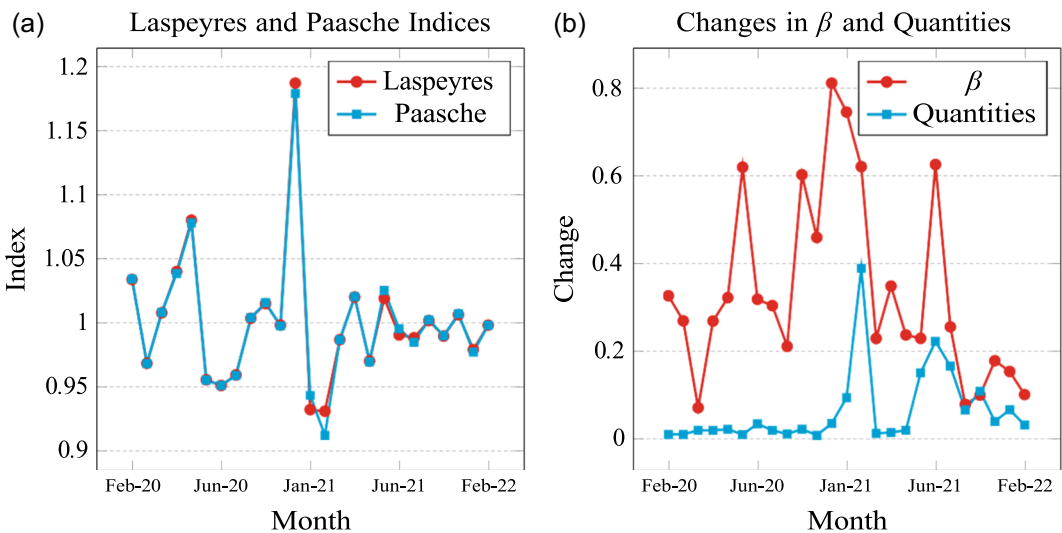 (a) Laspeyres and Paasche Indices
1.2
1.15
1.1
1.05
1
0.95
0.9
Index
Laspeyres
Paasche
Feb-20 Jun-20 Jan-21 Jun-21 Feb-22
Month
(b) Changes in β and Quantities
0.8
0.6
0.4
0.2
0
Change
β
Quantities
Feb-20 Jun-20 Jan-21 Jun-21 Feb-22
Month